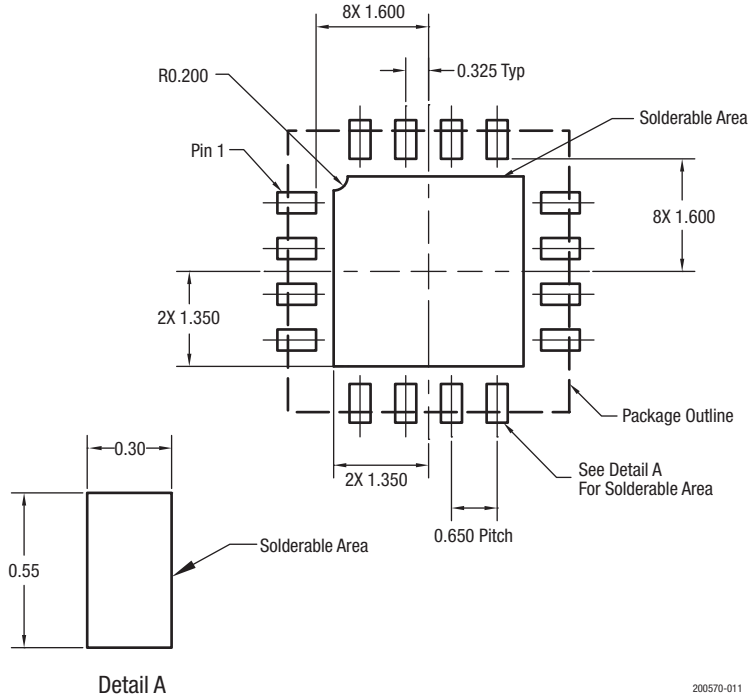 8X 1.600
0.325 Typ
R0.200
Solderable Area
Pin 1
8X 1.600
2X 1.350
Package Outline
2X 1.350
See Detail A
For Solderable Area
0.650 Pitch
0.30
0.55
Solderable Area
Detail A
200570-011